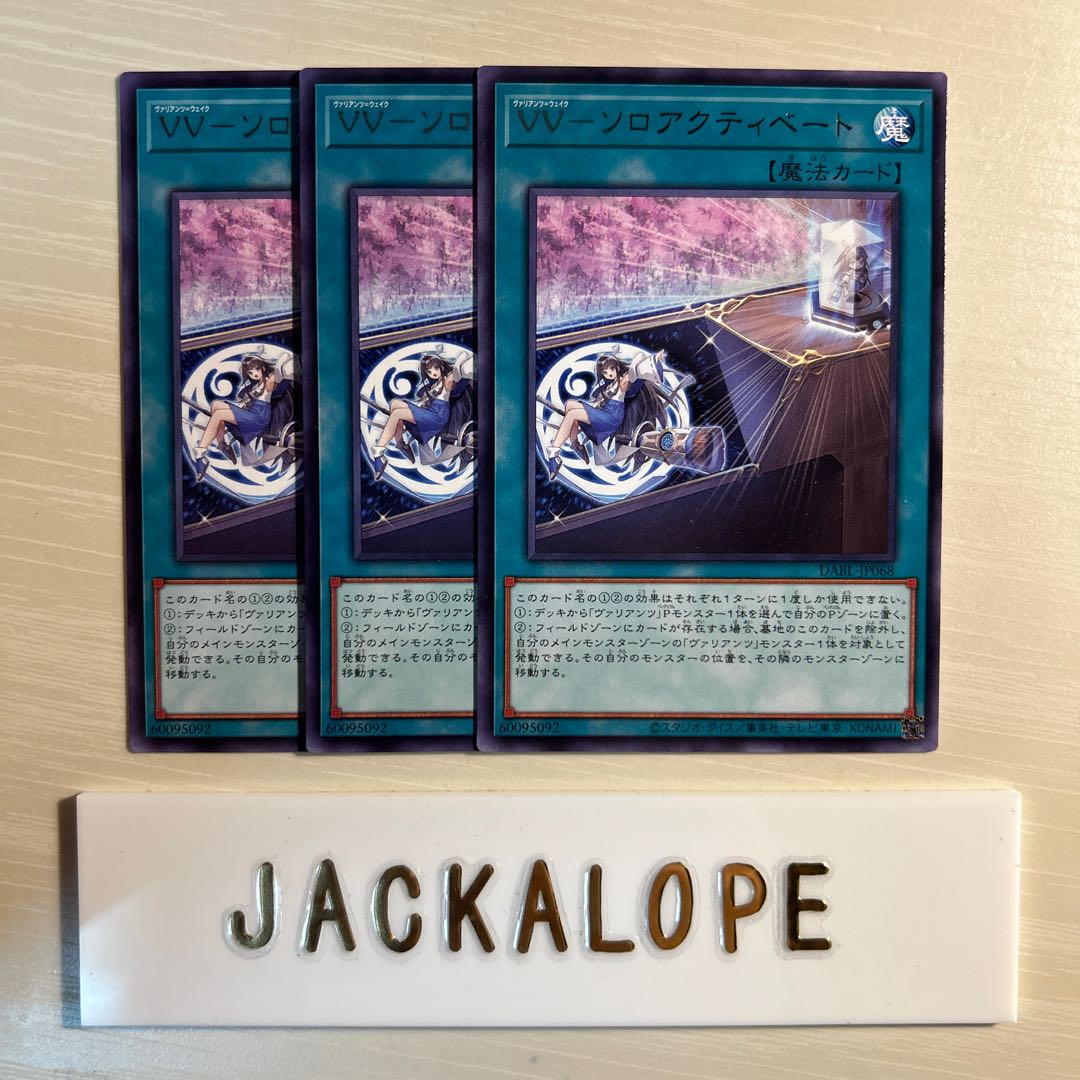 ヴァリアンツ=ウェイク
VV－ソロ
ヴァリアンツ=ウェイク
VV－ソロ
ヴァリアンツ=ウェイク
VV－ソロアクティベート
魔
【魔法カード】
DABL-JP068
このカード名の①②の効
①：デッキから「ヴァリアンツ
②：フィールドゾーンにカー
自分のメインモンスターゾー
発動できる。その自分のモン
移動する。
60095092
このカード名の①②の効
①：デッキから「ヴァリアンツ
②：フィールドゾーンにカー
自分のメインモンスターゾー
発動できる。その自分のモン
移動する。
60095092
このカード名の①②の効果はそれぞれ１ターンに１度しか使用できない。
①：デッキから「ヴァリアンツ」Pモンスター１体を選んで自分のPゾーンに置く。
②：フィールドゾーンにカードが存在する場合、墓地のこのカードを除外し、
自分のメインモンスターゾーンの「ヴァリアンツ」モンスター１体を対象として
発動できる。その自分のモンスターの位置を、その隣のモンスターゾーンに
移動する。
60095092
©スタジオ・ダイス／集英社・テレビ東京・KONAMI
JACKALOPE